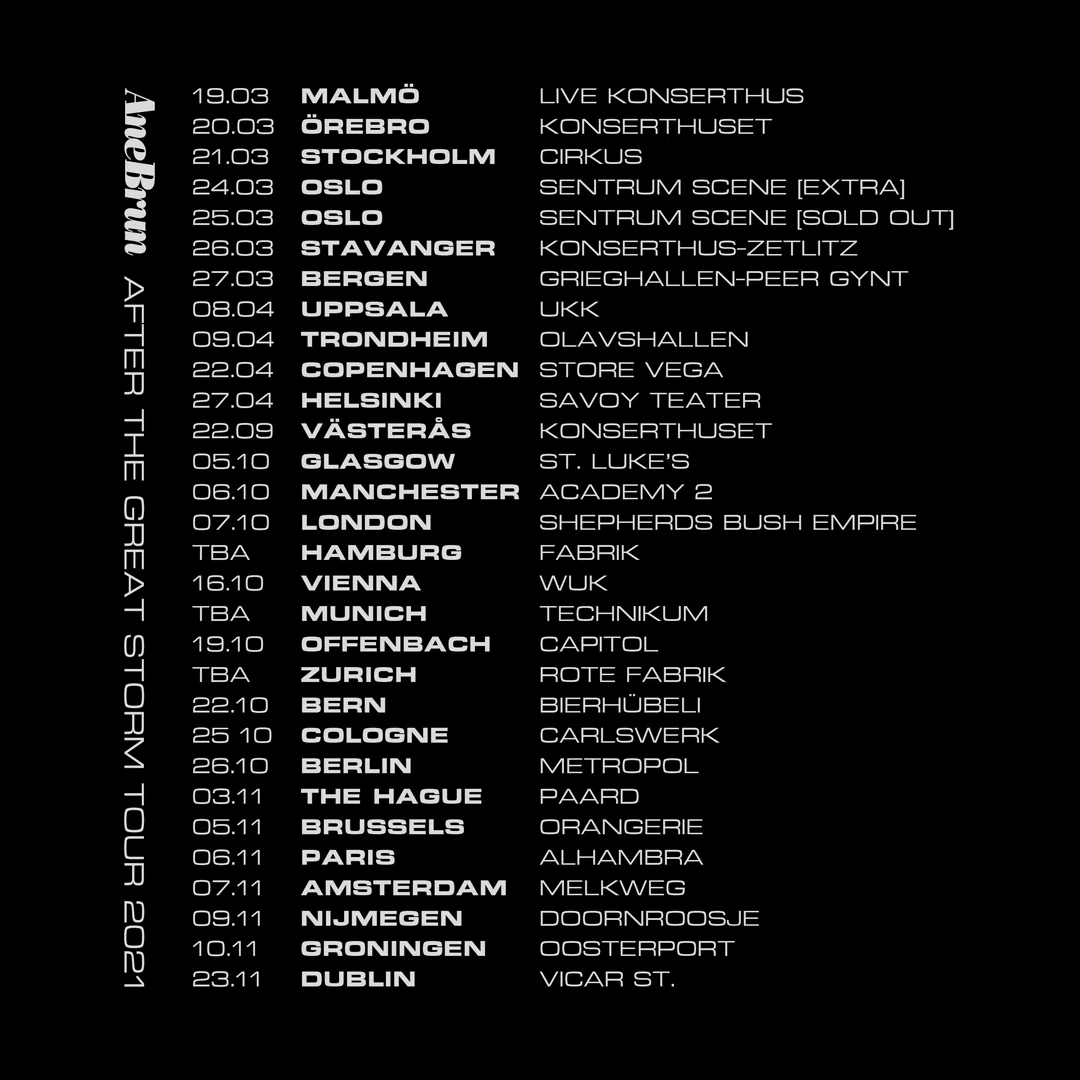 AneBrun AFTER THE GREAT STORM TOUR 2021
19.03 MALMÖ LIVE KONSERTHUS
20.03 ÖREBRO KONSERTHUSET
21.03 STOCKHOLM CIRKUS
24.03 OSLO SENTRUM SCENE [EXTRA]
25.03 OSLO SENTRUM SCENE [SOLD OUT]
26.03 STAVANGER KONSERTHUS-ZETLITZ
27.03 BERGEN GRIEGHALLEN-PEER GYNT
08.04 UPPSALA UKK
09.04 TRONDHEIM OLAVSHALLEN
22.04 COPENHAGEN STORE VEGA
27.04 HELSINKI SAVOY TEATER
22.09 VÄSTERÅS KONSERTHUSET
05.10 GLASGOW ST. LUKE'S
06.10 MANCHESTER ACADEMY 2
07.10 LONDON SHEPHERDS BUSH EMPIRE
TBA HAMBURG FABRIK
16.10 VIENNA WUK
TBA MUNICH TECHNIKUM
19.10 OFFENBACH CAPITOL
TBA ZURICH ROTE FABRIK
22.10 BERN BIERHÜBELI
25 10 COLOGNE CARLSWERK
26.10 BERLIN METROPOL
03.11 THE HAGUE PAARD
05.11 BRUSSELS ORANGERIE
06.11 PARIS ALHAMBRA
07.11 AMSTERDAM MELKWEG
09.11 NIJMEGEN DOORNROOSJE
10.11 GRONINGEN OOSTERPORT
23.11 DUBLIN VICAR ST.